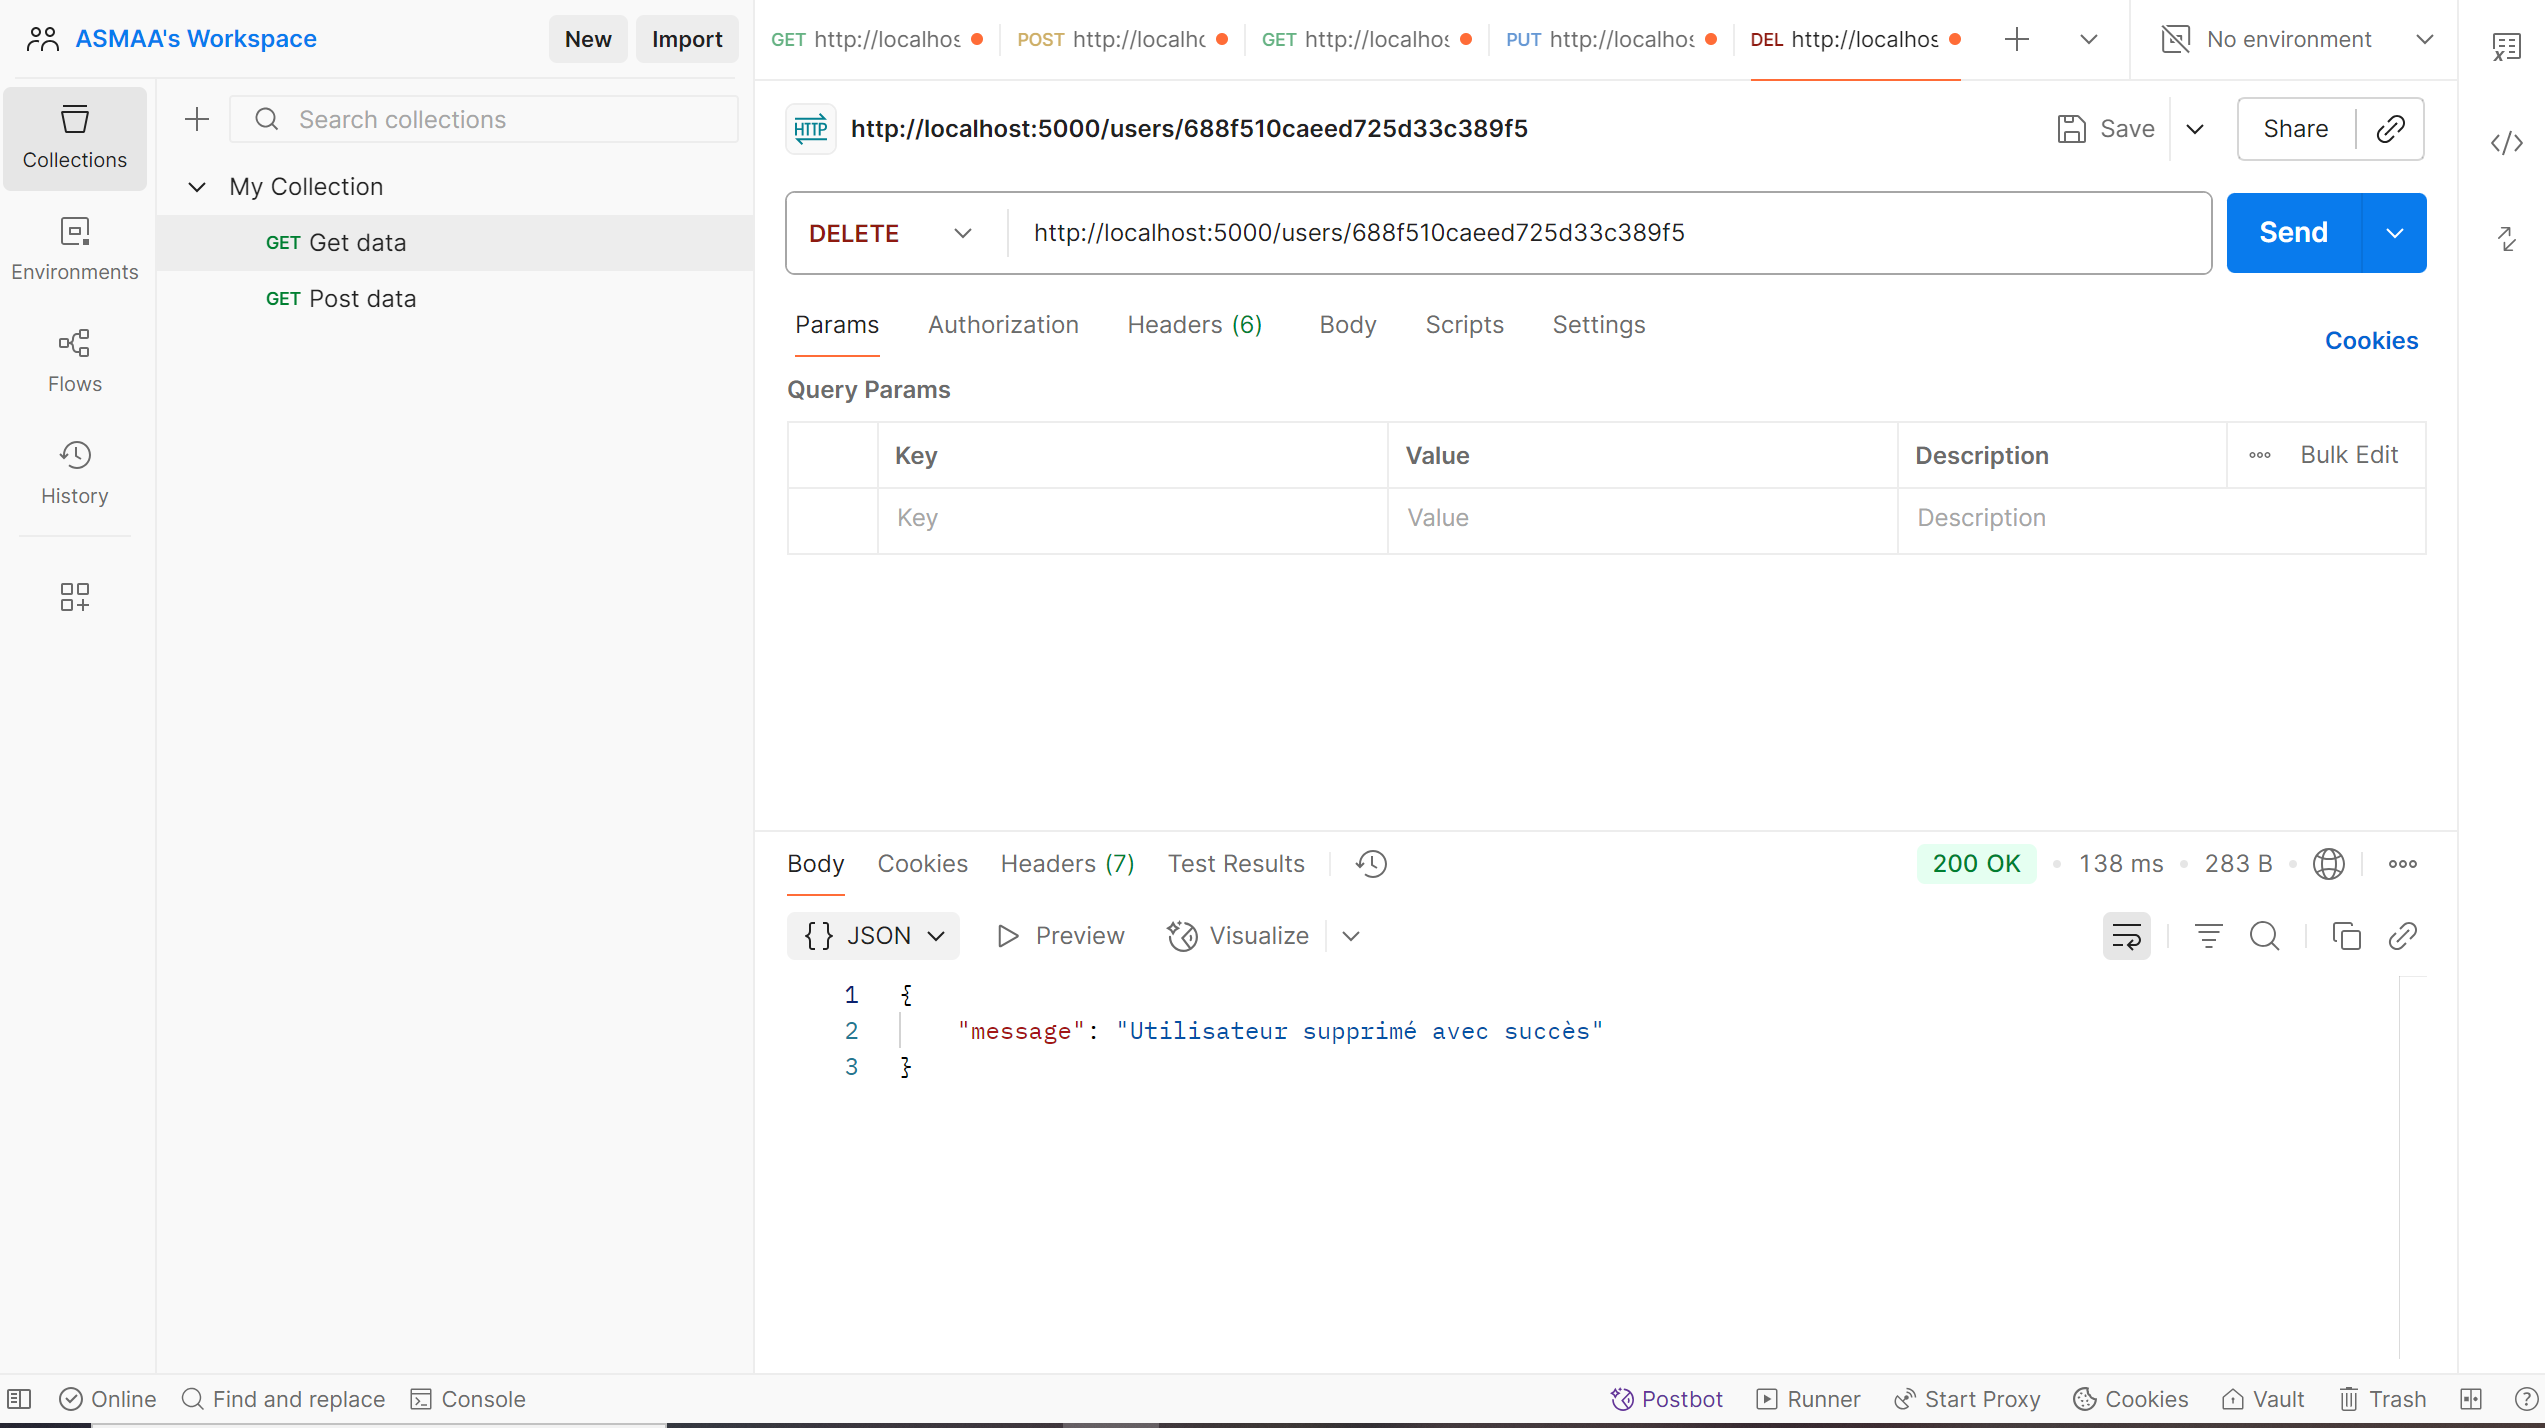 ASMAA's Workspace
New
Import
GET http://localhos
POST http://localhc
GET http://localhos
PUT http://localhos
DEL http://localhos
No environment
Collections
Environments
Flows
History
Search collections
My Collection
GET Get data
GET Post data
HTTP
http://localhost:5000/users/688f510caeed725d33c389f5
Save
Share
DELETE
http://localhost:5000/users/688f510caeed725d33c389f5
Send
Params
Authorization
Headers (6)
Body
Scripts
Settings
Cookies
Query Params
Key
Value
Description
Bulk Edit
Key
Value
Description
Body
Cookies
Headers (7)
Test Results
200 OK
138 ms
283 B
{} JSON
Preview
Visualize
1 {
2 "message": "Utilisateur supprimé avec succès"
3 }
Online
Find and replace
Console
Postbot
Runner
Start Proxy
Cookies
Vault
Trash